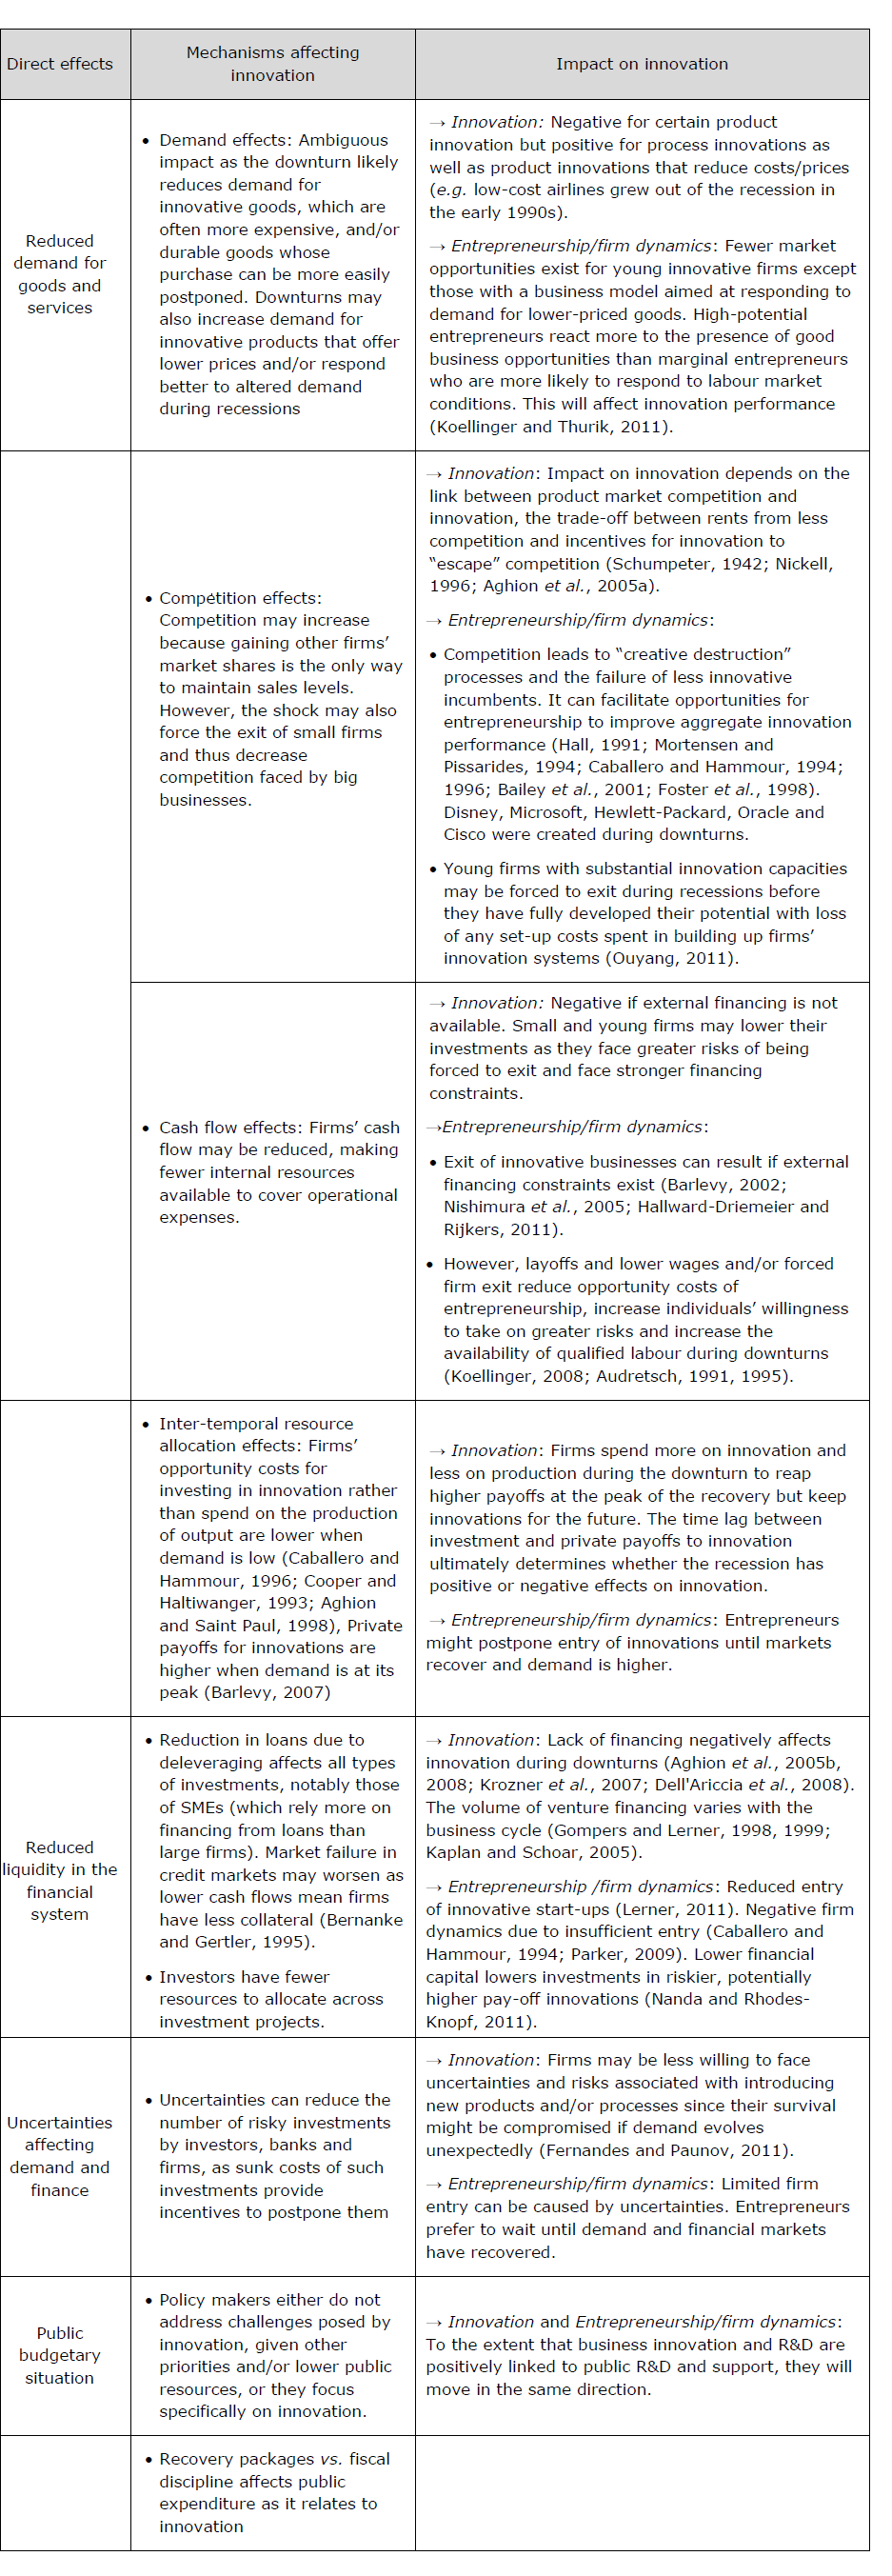 Direct effects
Mechanisms affecting
innovation
Impact on innovation
Reduced
demand for
goods and
services
• Demand effects: Ambiguous
impact as the downturn likely
reduces demand for
innovative goods, which are
often more expensive, and/or
durable goods whose
purchase can be more easily
postponed. Downturns may
also increase demand for
innovative products that offer
lower prices and/or respond
better to altered demand
during recessions
→ Innovation: Negative for certain product
innovation but positive for process innovations as
well as product innovations that reduce costs/prices
(e.g. low-cost airlines grew out of the recession in
the early 1990s).
→ Entrepreneurship/firm dynamics: Fewer market
opportunities exist for young innovative firms except
those with a business model aimed at responding to
demand for lower-priced goods. High-potential
entrepreneurs react more to the presence of good
business opportunities than marginal entrepreneurs
who are more likely to respond to labour market
conditions. This will affect innovation performance
(Koellinger and Thurik, 2011).
• Compétition effects:
Competition may increase
because gaining other firms’
market shares is the only way
to maintain sales levels.
However, the shock may also
force the exit of small firms
and thus decrease
competition faced by big
businesses.
→ Innovation: Impact on innovation depends on the
link between product market competition and
innovation, the trade-off between rents from less
competition and incentives for innovation to
“escape” competition (Schumpeter, 1942; Nickell,
1996; Aghion et al., 2005a).
→ Entrepreneurship/firm dynamics:
• Competition leads to “creative destruction”
processes and the failure of less innovative
incumbents. It can facilitate opportunities for
entrepreneurship to improve aggregate innovation
performance (Hall, 1991; Mortensen and
Pissarides, 1994; Caballero and Hammour, 1994;
1996; Bailey et al., 2001; Foster et al., 1998).
Disney, Microsoft, Hewlett-Packard, Oracle and
Cisco were created during downturns.
• Young firms with substantial innovation capacities
may be forced to exit during recessions before
they have fully developed their potential with loss
of any set-up costs spent in building up firms’
innovation systems (Ouyang, 2011).
• Cash flow effects: Firms’ cash
flow may be reduced, making
fewer internal resources
available to cover operational
expenses.
→ Innovation: Negative if external financing is not
available. Small and young firms may lower their
investments as they face greater risks of being
forced to exit and face stronger financing
constraints.
→Entrepreneurship/firm dynamics:
• Exit of innovative businesses can result if external
financing constraints exist (Barlevy, 2002;
Nishimura et al., 2005; Hallward-Driemeier and
Rijkers, 2011).
• However, layoffs and lower wages and/or forced
firm exit reduce opportunity costs of
entrepreneurship, increase individuals’ willingness
to take on greater risks and increase the
availability of qualified labour during downturns
(Koellinger, 2008; Audretsch, 1991, 1995).
• Inter-temporal resource
allocation effects: Firms’
opportunity costs for
investing in innovation rather
than spend on the production
of output are lower when
demand is low (Caballero and
Hammour, 1996; Cooper and
Haltiwanger, 1993; Aghion
and Saint Paul, 1998), Private
payoffs for innovations are
higher when demand is at its
peak (Barlevy, 2007)
→ Innovation: Firms spend more on innovation and
less on production during the downturn to reap
higher payoffs at the peak of the recovery but keep
innovations for the future. The time lag between
investment and private payoffs to innovation
ultimately determines whether the recession has
positive or negative effects on innovation.
→ Entrepreneurship/firm dynamics: Entrepreneurs
might postpone entry of innovations until markets
recover and demand is higher.
Reduced
liquidity in the
financial
system
• Reduction in loans due to
deleveraging affects all types
of investments, notably those
of SMEs (which rely more on
financing from loans than
large firms). Market failure in
credit markets may worsen as
lower cash flows mean firms
have less collateral (Bernanke
and Gertler, 1995).
• Investors have fewer
resources to allocate across
investment projects.
→ Innovation: Lack of financing negatively affects
innovation during downturns (Aghion et al., 2005b,
2008; Krozner et al., 2007; Dell'Ariccia et al., 2008).
The volume of venture financing varies with the
business cycle (Gompers and Lerner, 1998, 1999;
Kaplan and Schoar, 2005).
→ Entrepreneurship /firm dynamics: Reduced entry
of innovative start-ups (Lerner, 2011). Negative firm
dynamics due to insufficient entry (Caballero and
Hammour, 1994; Parker, 2009). Lower financial
capital lowers investments in riskier, potentially
higher pay-off innovations (Nanda and Rhodes-
Knopf, 2011).
Uncertainties
affecting
demand and
finance
• Uncertainties can reduce the
number of risky investments
by investors, banks and
firms, as sunk costs of such
investments provide
incentives to postpone them
→ Innovation: Firms may be less willing to face
uncertainties and risks associated with introducing
new products and/or processes since their survival
might be compromised if demand evolves
unexpectedly (Fernandes and Paunov, 2011).
→ Entrepreneurship/firm dynamics: Limited firm
entry can be caused by uncertainties. Entrepreneurs
prefer to wait until demand and financial markets
have recovered.
Public
budgetary
situation
• Policy makers either do not
address challenges posed by
innovation, given other
priorities and/or lower public
resources, or they focus
specifically on innovation.
→ Innovation and Entrepreneurship/firm dynamics:
To the extent that business innovation and R&D are
positively linked to public R&D and support, they will
move in the same direction.
• Recovery packages vs. fiscal
discipline affects public
expenditure as it relates to
innovation